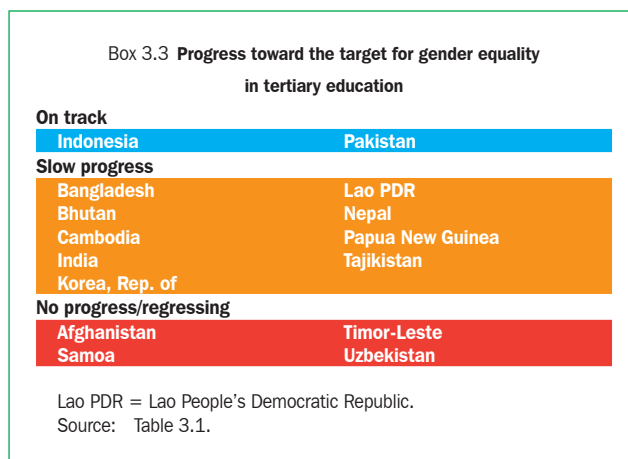 Box 3.3 Progress toward the target for gender equality
in tertiary education
On track
Indonesia Pakistan
Slow progress
Bangladesh Lao PDR
Bhutan Nepal
Cambodia Papua New Guinea
India Tajikistan
Korea, Rep. of
No progress/regressing
Afghanistan Timor-Leste
Samoa Uzbekistan
Lao PDR = Lao People’s Democratic Republic.
Source: Table 3.1.